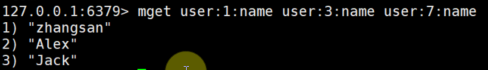 127.0.0.1:6379> mget user:1:name user:3:name user:7:name
1) "zhangsan"
2) "Alex"
3) "Jack"